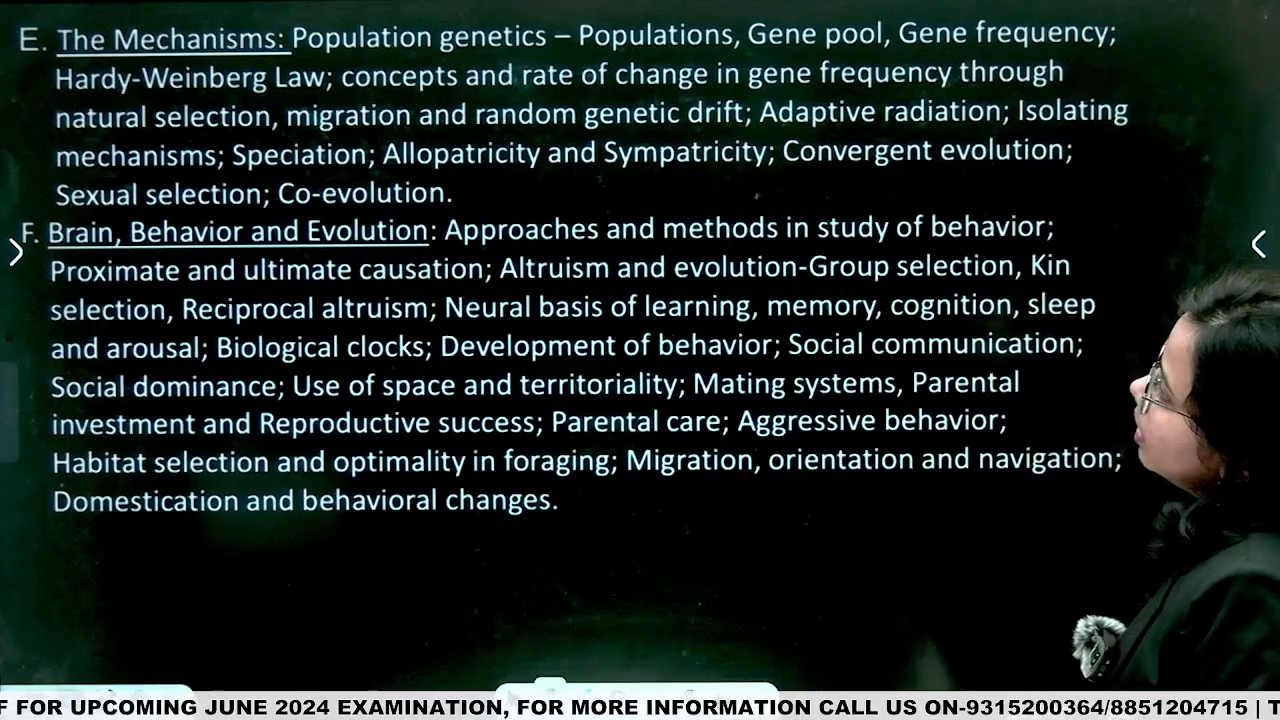 E. The Mechanisms: Population genetics – Populations, Gene pool, Gene frequency;
Hardy-Weinberg Law; concepts and rate of change in gene frequency through
natural selection, migration and random genetic drift; Adaptive radiation; Isolating
mechanisms; Speciation; Allopatricity and Sympatricity; Convergent evolution;
Sexual selection; Co-evolution.
F. Brain, Behavior and Evolution: Approaches and methods in study of behavior;
Proximate and ultimate causation; Altruism and evolution-Group selection, Kin
selection, Reciprocal altruism; Neural basis of learning, memory, cognition, sleep
and arousal; Biological clocks; Development of behavior; Social communication;
Social dominance; Use of space and territoriality; Mating systems, Parental
investment and Reproductive success; Parental care; Aggressive behavior;
Habitat selection and optimality in foraging; Migration, orientation and navigation;
Domestication and behavioral changes.
F FOR UPCOMING JUNE 2024 EXAMINATION, FOR MORE INFORMATION CALL US ON-9315200364/8851204715 | T